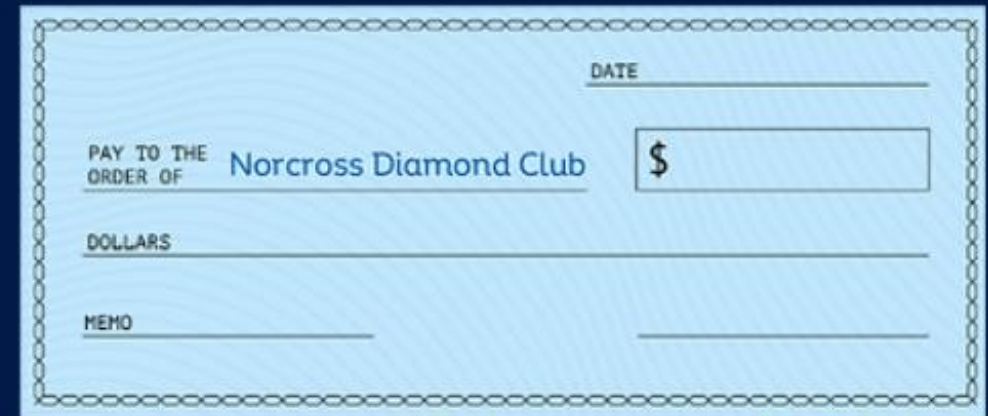 DATE
PAY TO THE
ORDER OF Norcross Diamond Club $
DOLLARS
MEMO